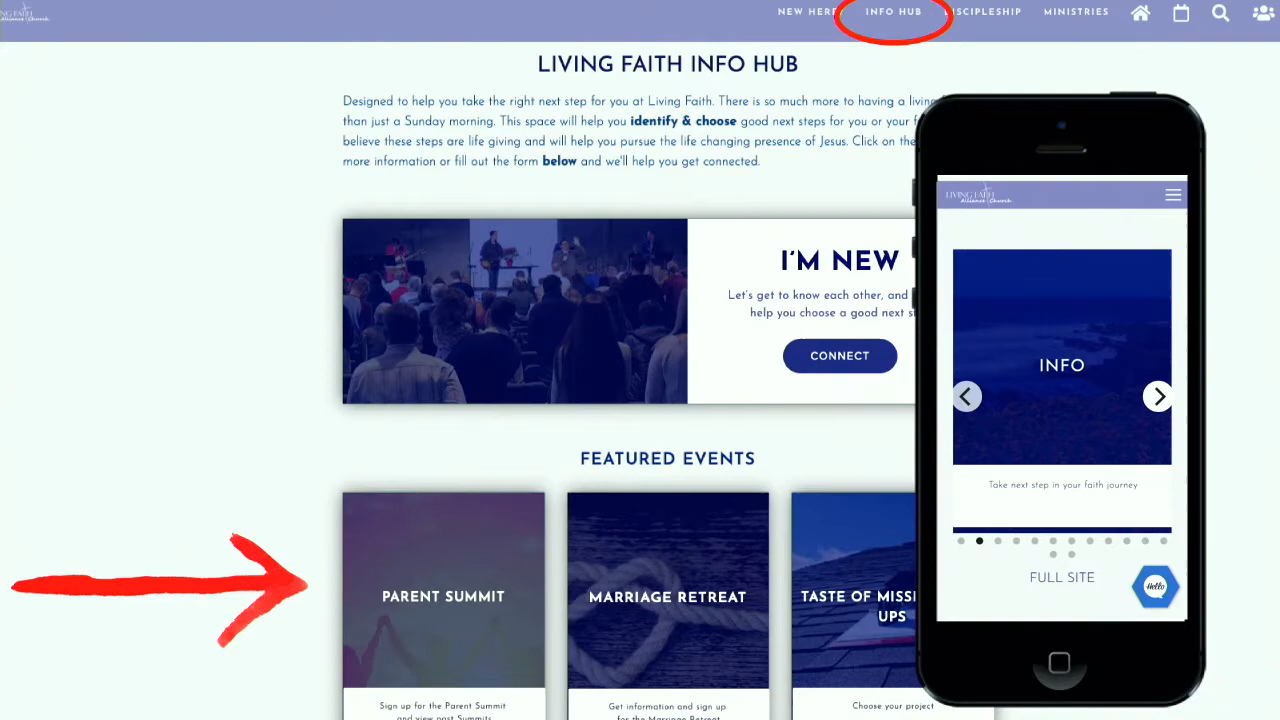 NEW HERE INFO HUB DISCIPLESHIP MINISTRIES
LIVING FAITH INFO HUB
Designed to help you take the right next step for you at Living Faith. There is so much more to having a living
than just a Sunday morning. This space will help you identify & choose good next steps for you or your
believe these steps are life giving and will help you pursue the life changing presence of Jesus. Click on the
more information or fill out the form below and we'll help you get connected.
I'M NEW
Let's get to know each other, and
help you choose a good next
CONNECT
FEATURED EVENTS
PARENT SUMMIT
Sign up for the Parent Summit
and view past Summits
MARRIAGE RETREAT
Get information and sign up
for the Marriage Retreat
TASTE OF
UPS
Choose your project
LIVING FAITH
Alliance Church
INFO
Take next step in your faith journey
FULL SITE
Hello